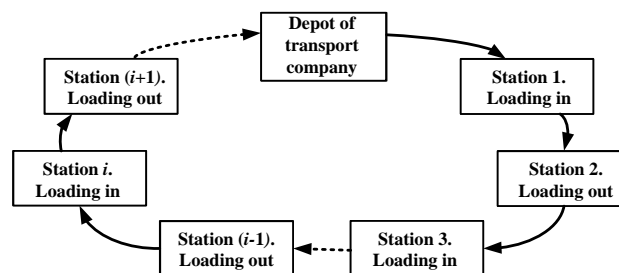 Depot of
transport
company
Station 1.
Loading in
Station 2.
Loading out
Station 3.
Loading in
Station (i-1).
Loading out
Station i.
Loading in
Station (i+1).
Loading out